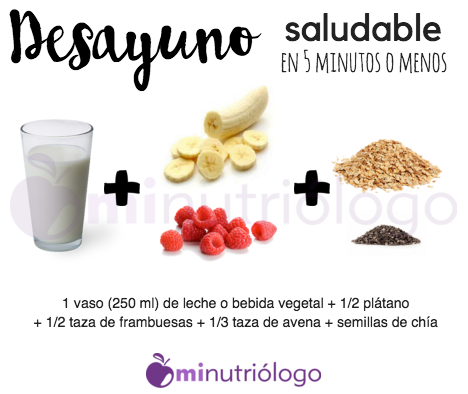 Desayuno saludable
EN 5 MINUTOS O MENOS
minutriólogo
1 vaso (250 ml) de leche o bebida vegetal + 1/2 plátano
+ 1/2 taza de frambuesas + 1/3 taza de avena + semillas de chía
minutriólogo